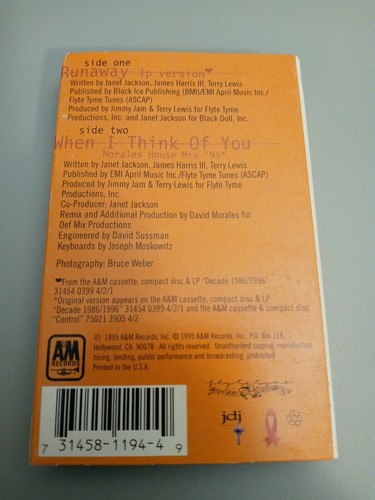 side one
Runaway lp version♥
Written by Janet Jackson, James Harris III, Terry Lewis
Published by Black Ice Publishing (BMI)/EMI April Music Inc./
Flyte Tyme Tunes (ASCAP)
Produced by Jimmy Jam & Terry Lewis for Flyte Tyme
Productions, Inc. and Janet Jackson for Black Doll, Inc.
side two
When I Think Of You
Morales House Mix '95*
Written by Janet Jackson, James Harris III, Terry Lewis
Published by EMI April Music Inc./Flyte Tyme Tunes (ASCAP)
Produced by Jimmy Jam & Terry Lewis for Flyte Tyme
Productions, Inc.
Co-Producer: Janet Jackson
Remix and Additional Production by David Morales for
Def Mix Productions
Engineered by David Sussman
Keyboards by Joseph Moskowitz
Photography: Bruce Weber
♥From the A&M cassette, compact disc & LP "Decade 1986/1996"
31454 0399 4/2/1
*Original version appears on the A&M cassette, compact disc & LP
"Decade 1986/1996" 31454 0399 4/2/1 and the A&M cassette & compact disc
"Control" 75021 3905 4/2
A&M
RECORDS
℗ 1995 A&M Records, Inc. © 1995 A&M Records, Inc. P.O. Box 118,
Hollywood, CA. 90078. All rights reserved. Unauthorized copying, reproduction,
hiring, lending, public performance and broadcasting prohibited.
Printed in the U.S.A.
jdj
7 31458-1194-4 9